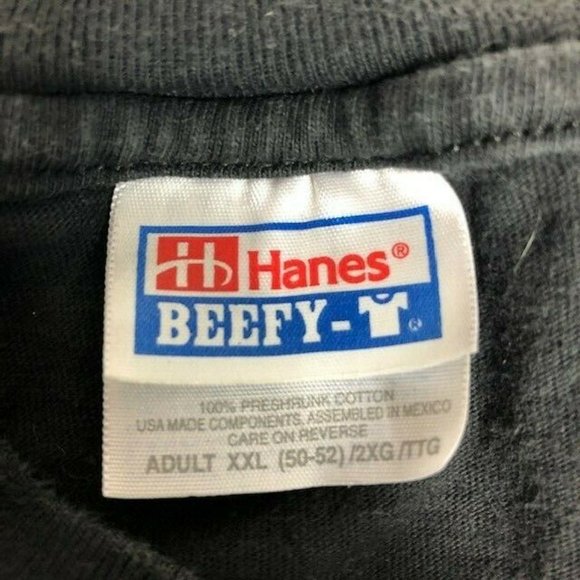 H Hanes®
BEEFY-T®
100% PRESHRUNK COTTON
USA MADE COMPONENTS, ASSEMBLED IN MEXICO
CARE ON REVERSE
ADULT XXL (50-52) /2XG /TTG